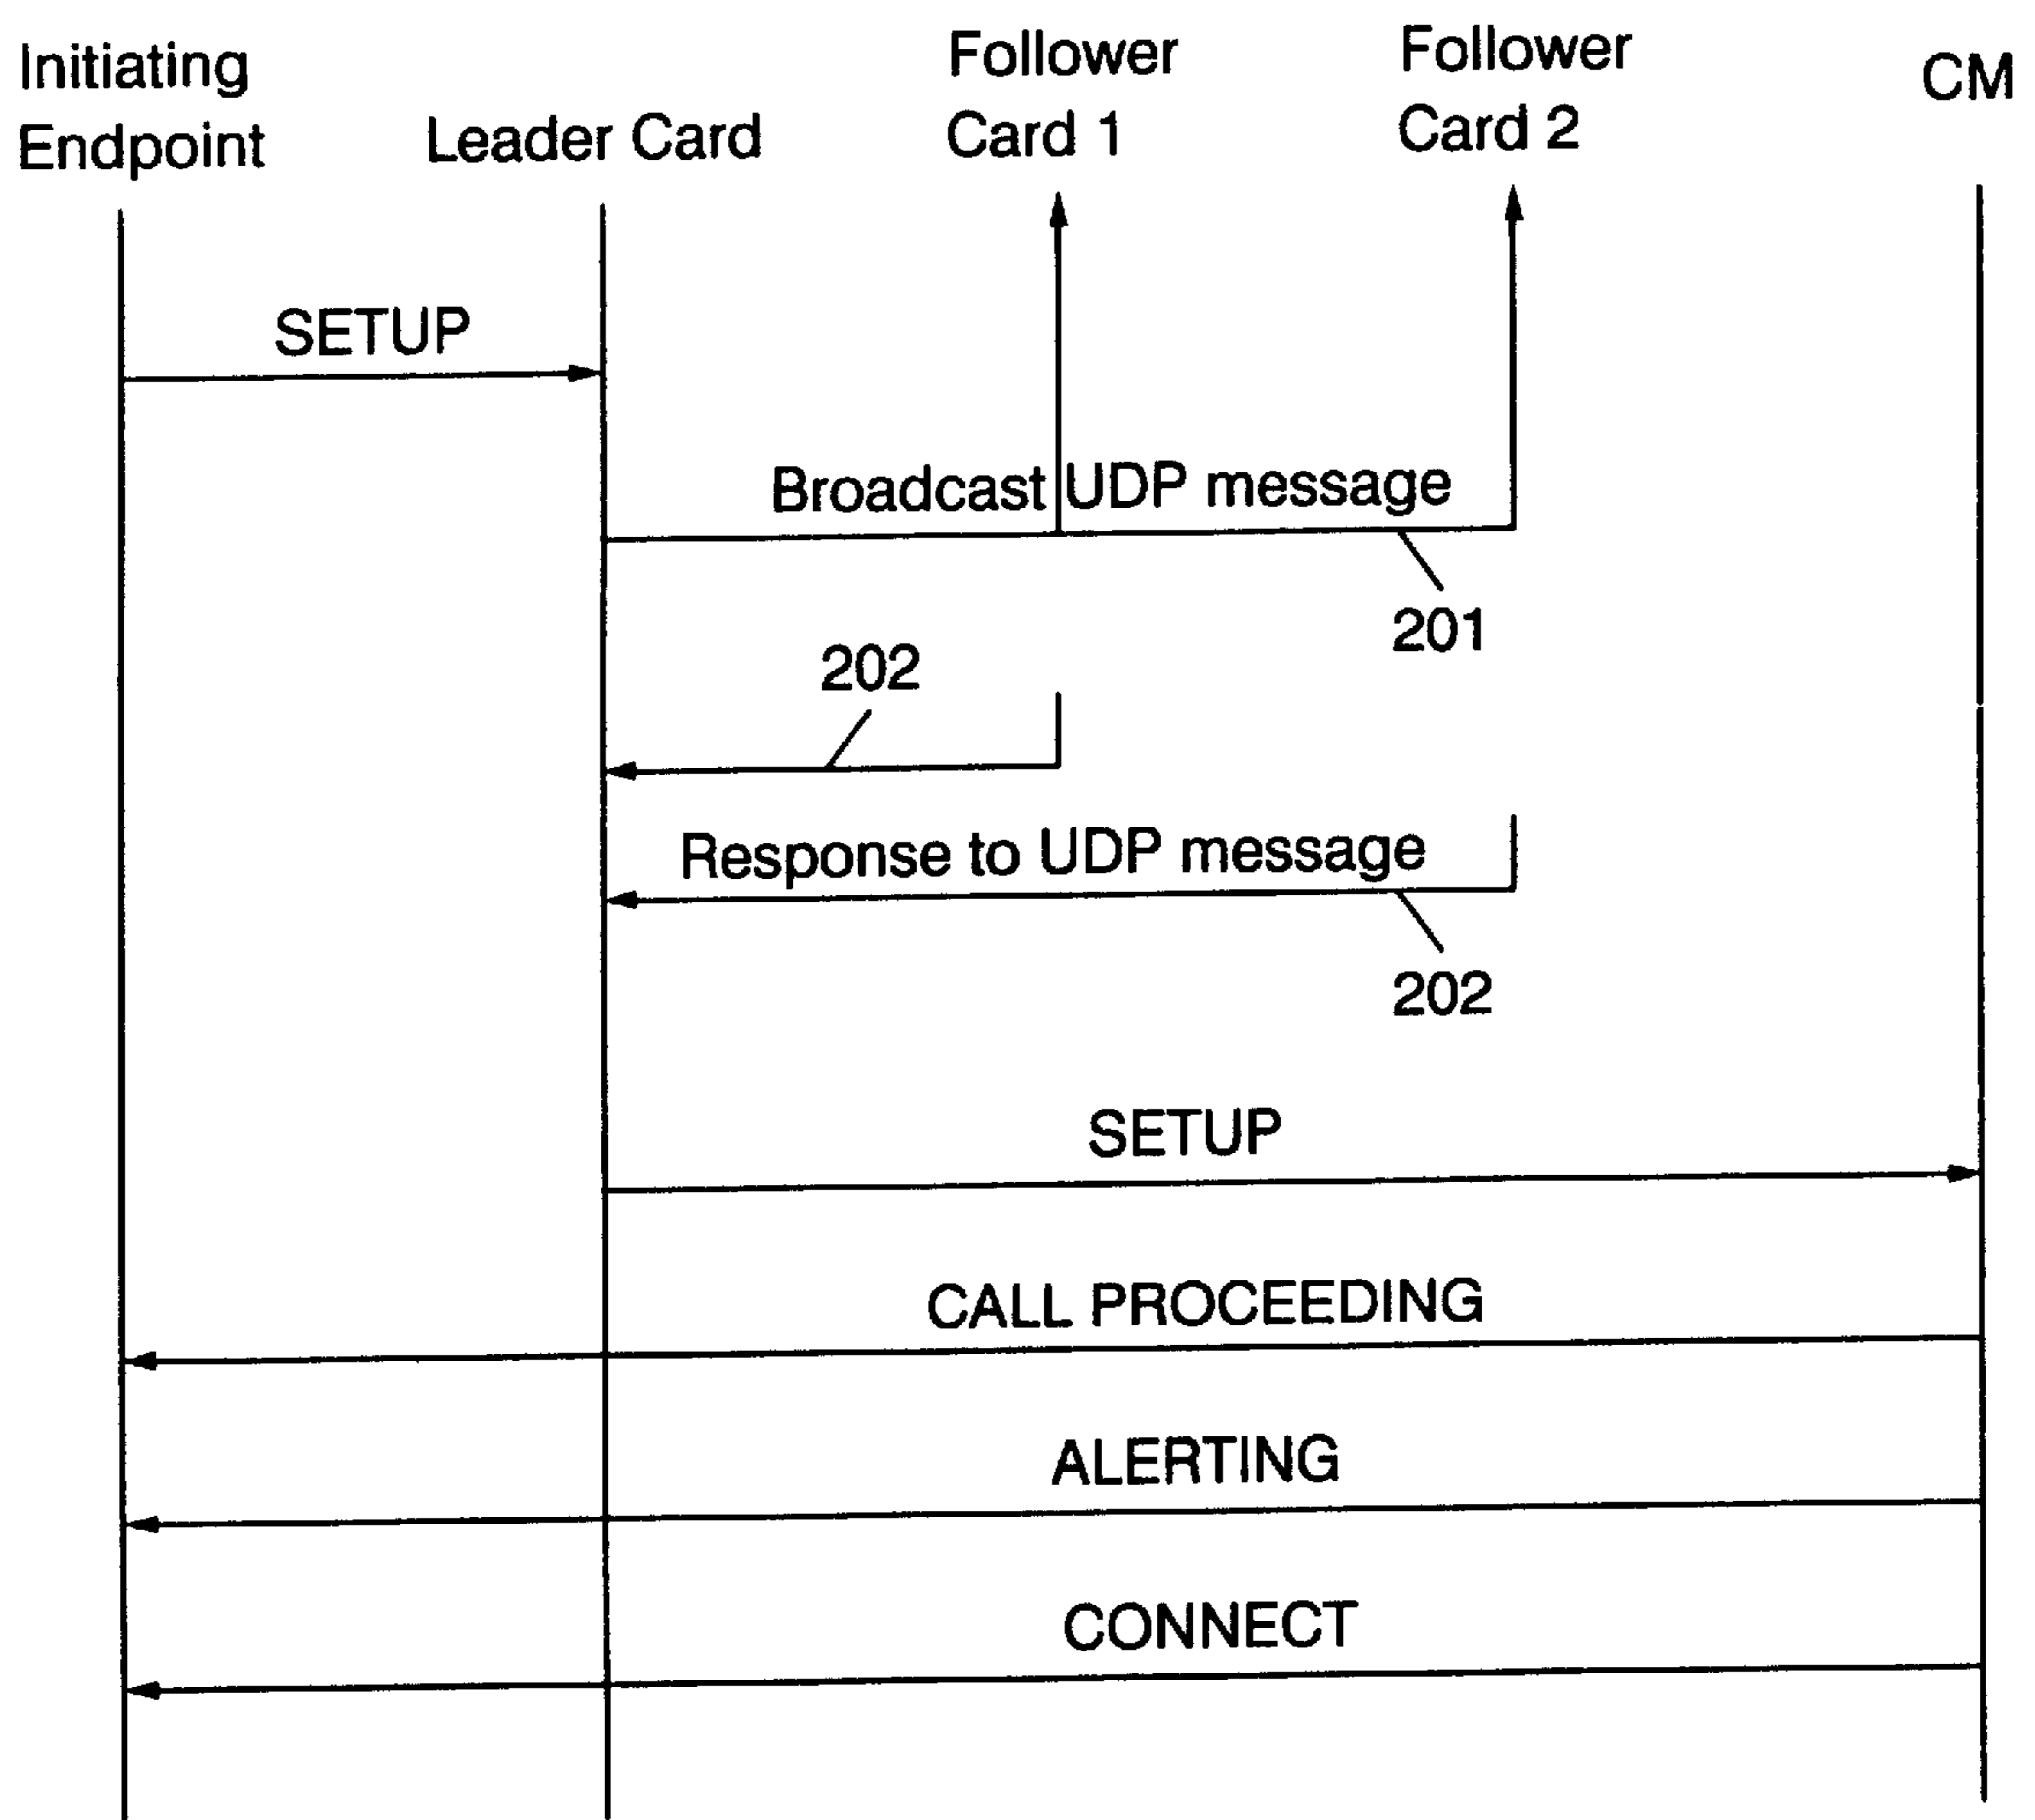 Initiating
Endpoint
Leader Card
Follower
Card 1
Follower
Card 2
CM
SETUP
Broadcast UDP message
201
202
Response to UDP message
202
SETUP
CALL PROCEEDING
ALERTING
CONNECT